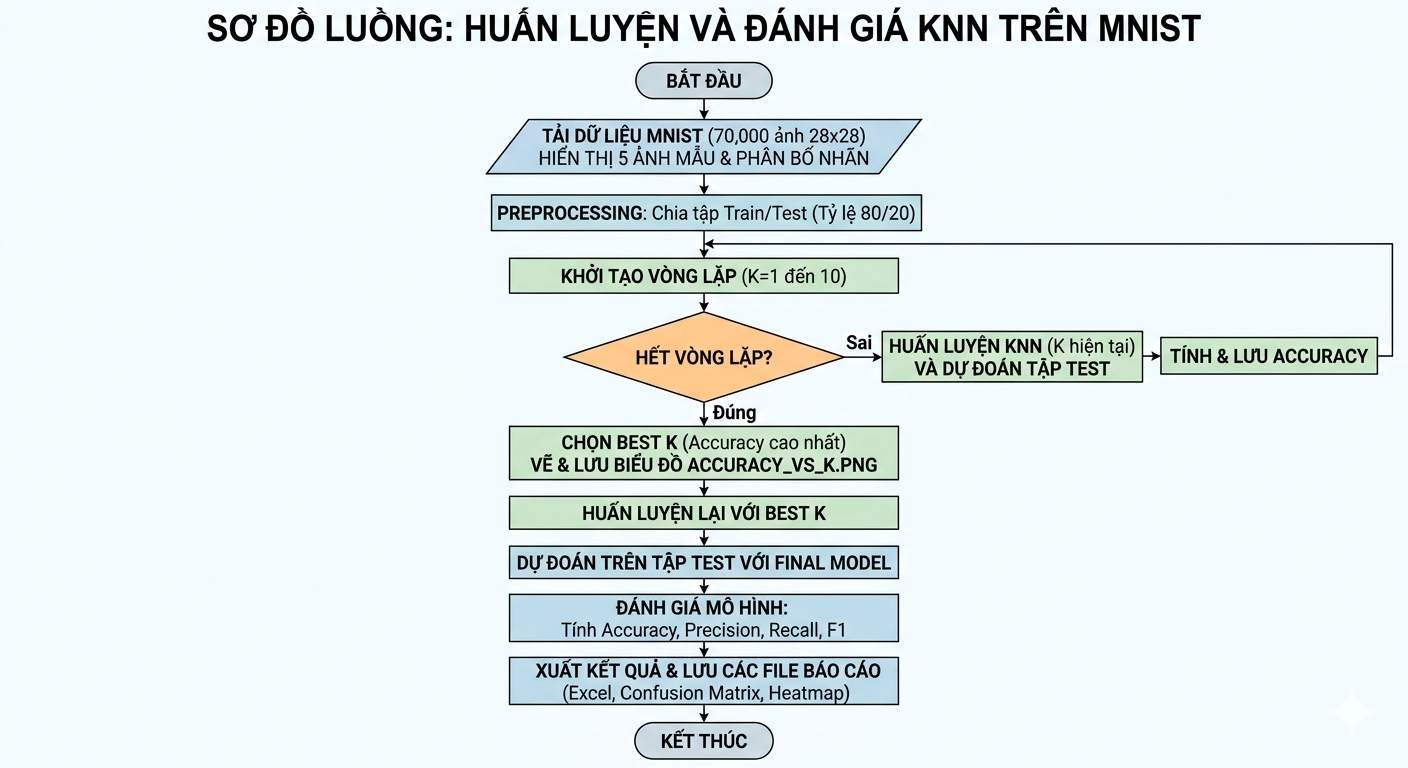 SƠ ĐỒ LUỒNG: HUẤN LUYỆN VÀ ĐÁNH GIÁ KNN TRÊN MNIST
BẮT ĐẦU
TẢI DỮ LIỆU MNIST (70,000 ảnh 28x28)
HIỂN THỊ 5 ẢNH MẪU & PHÂN BỐ NHÃN
PREPROCESSING: Chia tập Train/Test (Tỷ lệ 80/20)
KHỞI TẠO VÒNG LẶP (K=1 đến 10)
HẾT VÒNG LẶP?
Sai
HUẤN LUYỆN KNN (K hiện tại)
VÀ DỰ ĐOÁN TẬP TEST
TÍNH & LƯU ACCURACY
Đúng
CHỌN BEST K (Accuracy cao nhất)
VẼ & LƯU BIỂU ĐỒ ACCURACY_VS_K.PNG
HUẤN LUYỆN LẠI VỚI BEST K
DỰ ĐOÁN TRÊN TẬP TEST VỚI FINAL MODEL
ĐÁNH GIÁ MÔ HÌNH:
Tính Accuracy, Precision, Recall, F1
XUẤT KẾT QUẢ & LƯU CÁC FILE BÁO CÁO
(Excel, Confusion Matrix, Heatmap)
KẾT THÚC